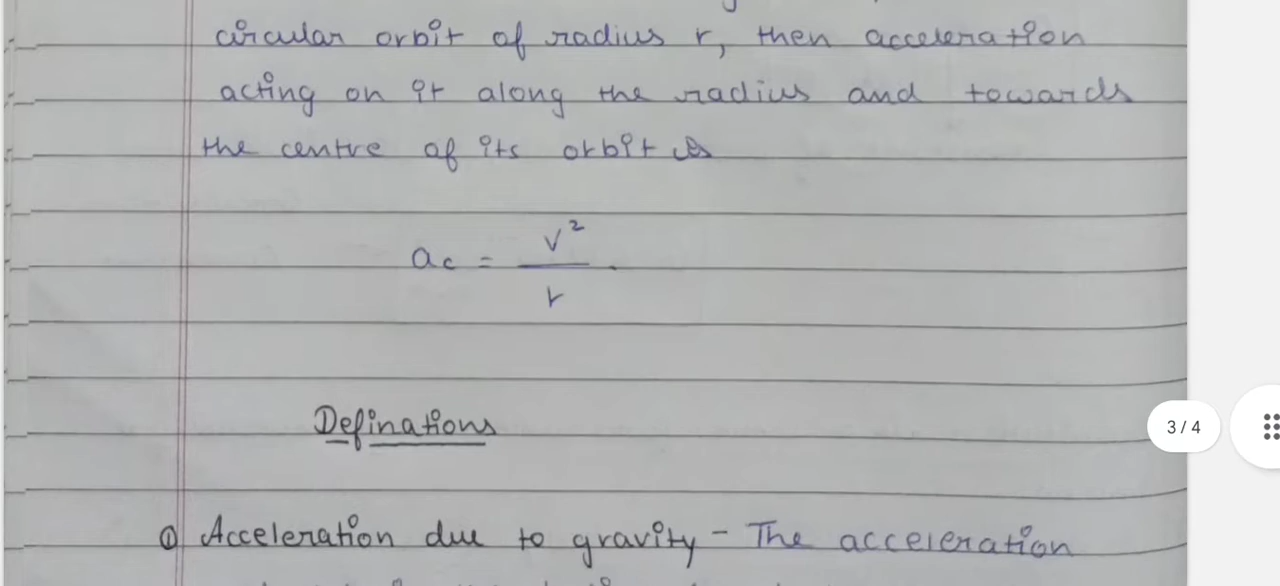 circular orbit of radius r, then acceleration
acting on it along the radius and towards
the centre of its orbit is
ac = v² / r
Definations
① Acceleration due to gravity - The acceleration
3 / 4